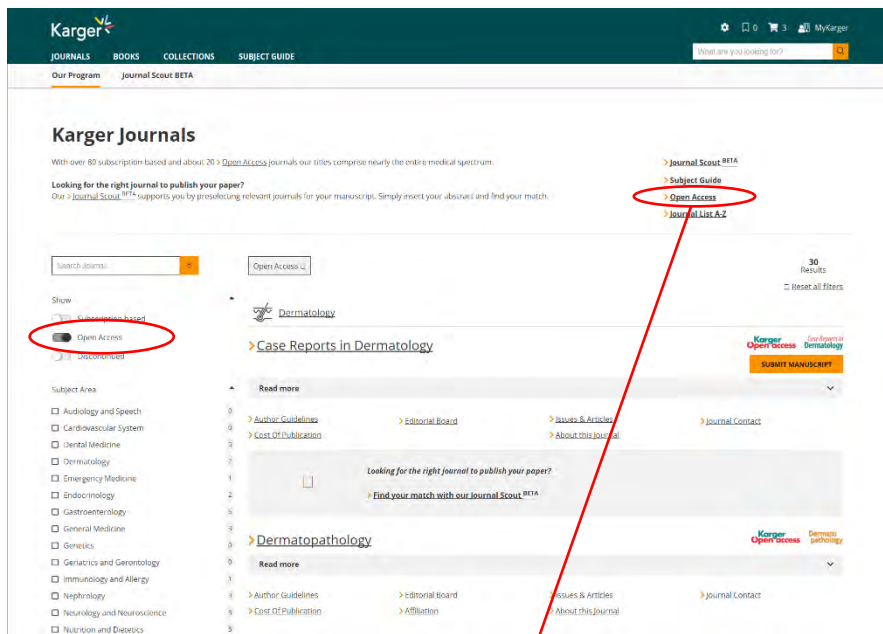 Karger
0 3 MyKarger
JOURNALS BOOKS COLLECTIONS SUBJECT GUIDE
What are you looking for?
Our Program Journal Scout BETA
Karger Journals
With over 80 subscription-based and about 20 > Open Access journals our titles comprise nearly the entire medical spectrum.
Looking for the right journal to publish your paper?
Our > Journal Scout BETA supports you by preselecting relevant journals for your manuscript. Simply insert your abstract and find your match.
> Journal Scout BETA
> Subject Guide
> Open Access
> Journal List A-Z
Search Journal
Open Access
30
Results
Reset all filters
Show
Subscription based
Open Access
Discontinued
Subject Area
Audiology and Speech 0
Cardiovascular System 0
Dental Medicine
Dermatology 2
Emergency Medicine 1
Endocrinology 2
Gastroenterology 5
General Medicine 3
Genetics 0
Geriatrics and Gerontology 0
Immunology and Allergy 1
Nephrology 3
Neurology and Neuroscience
Nutrition and Dietetics 5
Dermatology
> Case Reports in Dermatology
Karger Open access
Case Reports in Dermatology
SUBMIT MANUSCRIPT
Read more
> Author Guidelines > Editorial Board > Issues & Articles > Journal Contact
> Cost Of Publication > About this Journal
Looking for the right journal to publish your paper?
> Find your match with our Journal Scout BETA
> Dermatopathology
Karger Open access
Dermato pathology
Read more
> Author Guidelines > Editorial Board > Issues & Articles > Journal Contact
> Cost Of Publication > Affiliation > About this Journal